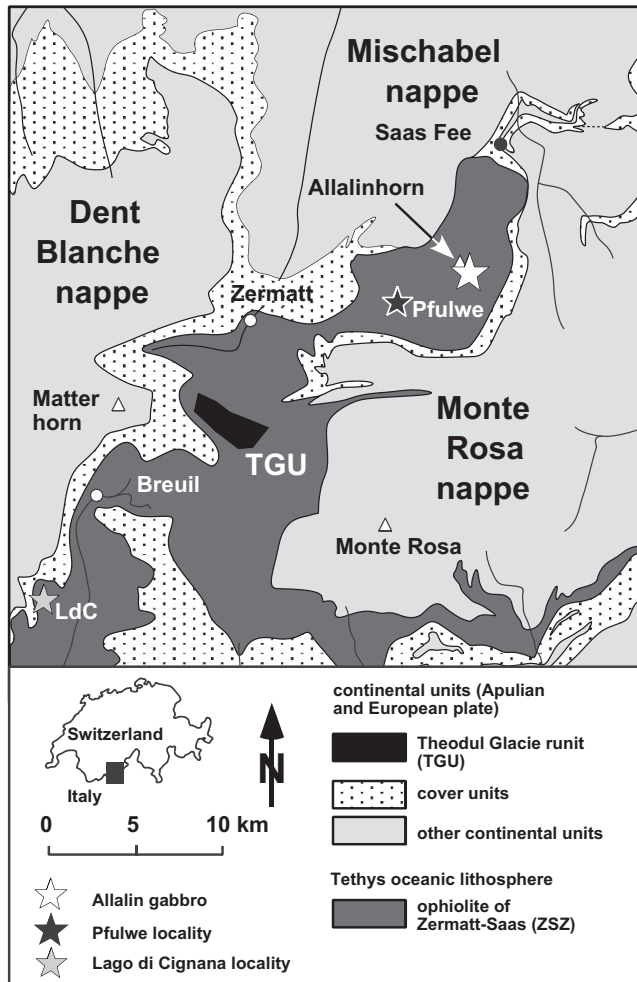 Mischabel
nappe
Saas Fee
Allalinhorn
Dent
Blanche
nappe
Zermatt
Pfulwe
Matter
horn
Monte
Rosa
nappe
TGU
Breuil
Monte Rosa
LdC
Switzerland
Italy
N
0 5 10 km
Allalin gabbro
Pfulwe locality
Lago di Cignana locality
continental units (Apulian
and European plate)
Theodul Glacie runit
(TGU)
cover units
other continental units
Tethys oceanic lithosphere
ophiolite of
Zermatt-Saas (ZSZ)